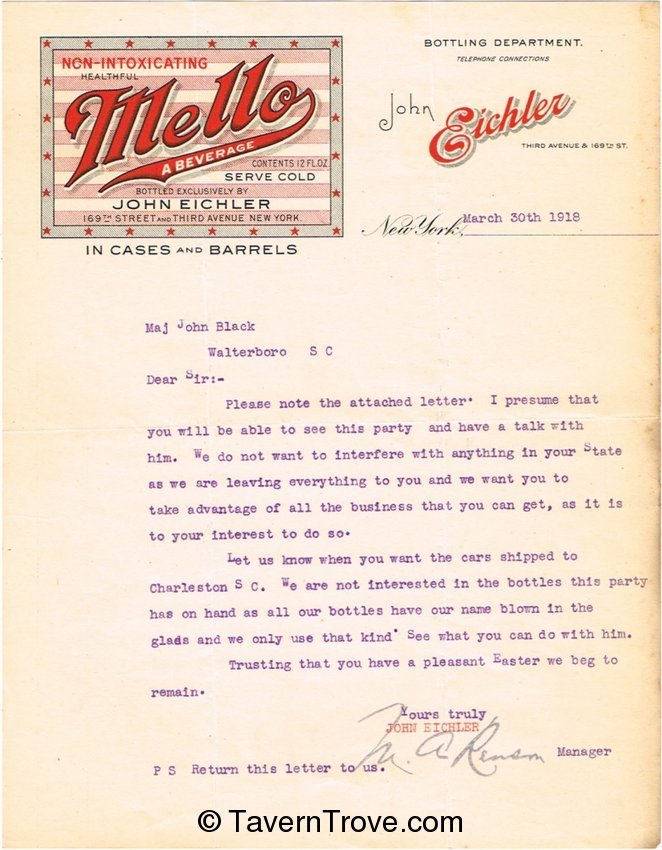 NON-INTOXICATING
HEALTHFUL
Mello
A BEVERAGE
CONTENTS 12 FL.OZ.
SERVE COLD
BOTTLED EXCLUSIVELY BY
JOHN EICHLER
169TH STREET AND THIRD AVENUE NEW YORK.
IN CASES AND BARRELS
BOTTLING DEPARTMENT.
TELEPHONE CONNECTIONS
John Eichler
THIRD AVENUE & 169TH ST.
New York, March 30th 1918
Maj John Black
Walterboro S C
Dear Sir:-
Please note the attached letter. I presume that
you will be able to see this party and have a talk with
him. We do not want to interfere with anything in your State
as we are leaving everything to you and we want you to
take advantage of all the business that you can get, as it is
to your interest to do so.
Let us know when you want the cars shipped to
Charleston S C. We are not interested in the bottles this party
has on hand as all our bottles have our name blown in the
glads and we only use that kind. See what you can do with him.
Trusting that you have a pleasant Easter we beg to
remain.
Yours truly,
JOHN EICHLER
Manager
P S Return this letter to us.
© TavernTrove.com